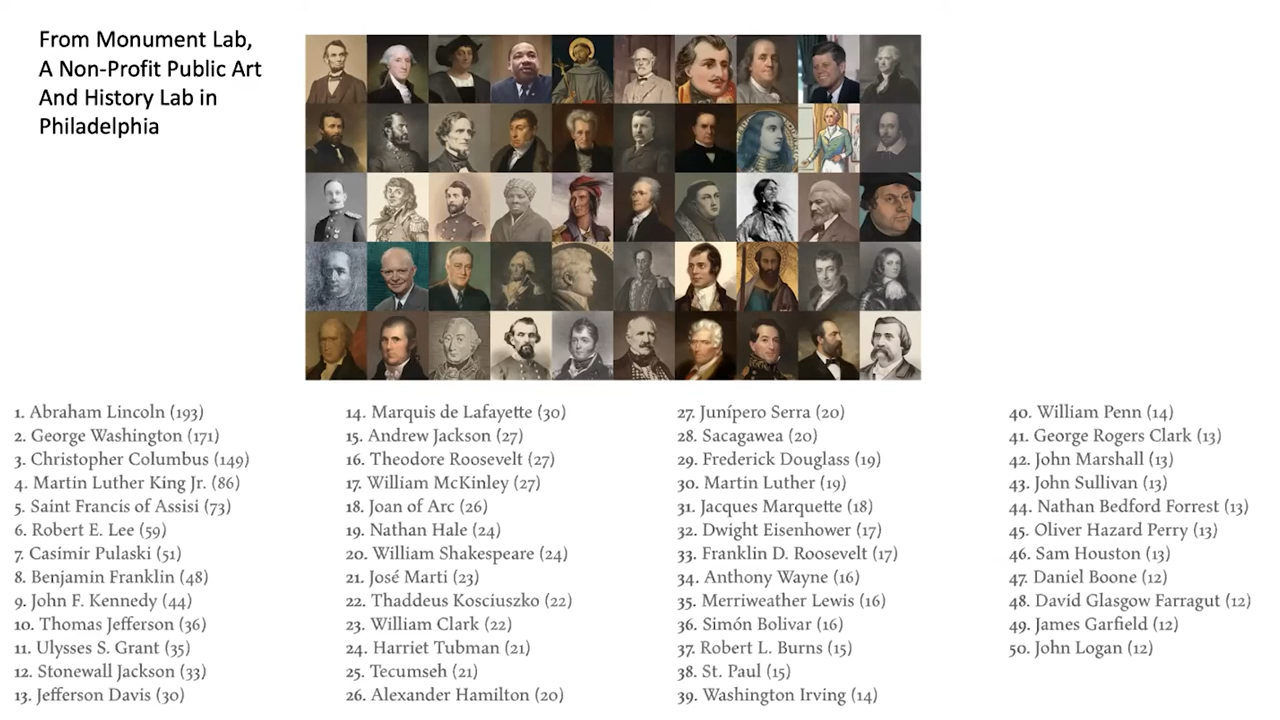 From Monument Lab,
A Non-Profit Public Art
And History Lab in
Philadelphia
1. Abraham Lincoln (193)
2. George Washington (171)
3. Christopher Columbus (149)
4. Martin Luther King Jr. (86)
5. Saint Francis of Assisi (73)
6. Robert E. Lee (59)
7. Casimir Pulaski (51)
8. Benjamin Franklin (48)
9. John F. Kennedy (44)
10. Thomas Jefferson (36)
11. Ulysses S. Grant (35)
12. Stonewall Jackson (33)
13. Jefferson Davis (30)
14. Marquis de Lafayette (30)
15. Andrew Jackson (27)
16. Theodore Roosevelt (27)
17. William McKinley (27)
18. Joan of Arc (26)
19. Nathan Hale (24)
20. William Shakespeare (24)
21. José Marti (23)
22. Thaddeus Kosciuszko (22)
23. William Clark (22)
24. Harriet Tubman (21)
25. Tecumseh (21)
26. Alexander Hamilton (20)
27. Junípero Serra (20)
28. Sacagawea (20)
29. Frederick Douglass (19)
30. Martin Luther (19)
31. Jacques Marquette (18)
32. Dwight Eisenhower (17)
33. Franklin D. Roosevelt (17)
34. Anthony Wayne (16)
35. Merriweather Lewis (16)
36. Simón Bolivar (16)
37. Robert L. Burns (15)
38. St. Paul (15)
39. Washington Irving (14)
40. William Penn (14)
41. George Rogers Clark (13)
42. John Marshall (13)
43. John Sullivan (13)
44. Nathan Bedford Forrest (13)
45. Oliver Hazard Perry (13)
46. Sam Houston (13)
47. Daniel Boone (12)
48. David Glasgow Farragut (12)
49. James Garfield (12)
50. John Logan (12)